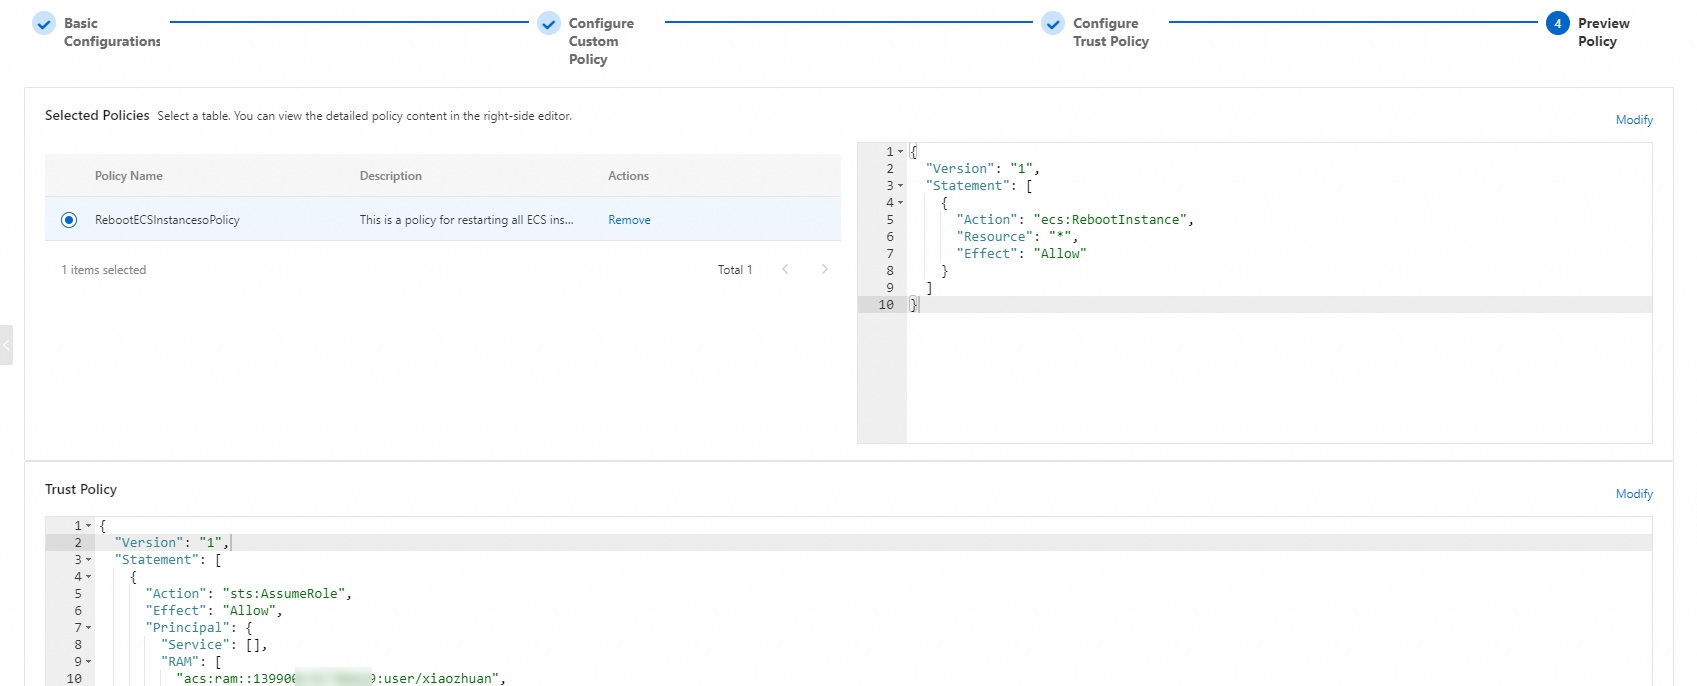 Basic
Configurations
Configure
Custom
Policy
Configure
Trust Policy
4 Preview
Policy
Selected Policies Select a table. You can view the detailed policy content in the right-side editor.
Modify
Policy Name Description Actions
RebootECSInstancesoPolicy This is a policy for restarting all ECS ins... Remove
1 items selected Total 1
1 {
2 "Version": "1",
3 "Statement": [
4 {
5 "Action": "ecs:RebootInstance",
6 "Resource": "*",
7 "Effect": "Allow"
8 }
9 ]
10 }
Trust Policy
Modify
1 {
2 "Version": "1",
3 "Statement": [
4 {
5 "Action": "sts:AssumeRole",
6 "Effect": "Allow",
7 "Principal": {
8 "Service": [],
9 "RAM": [
10 "acs:ram::13990 :user/xiaozhuan",